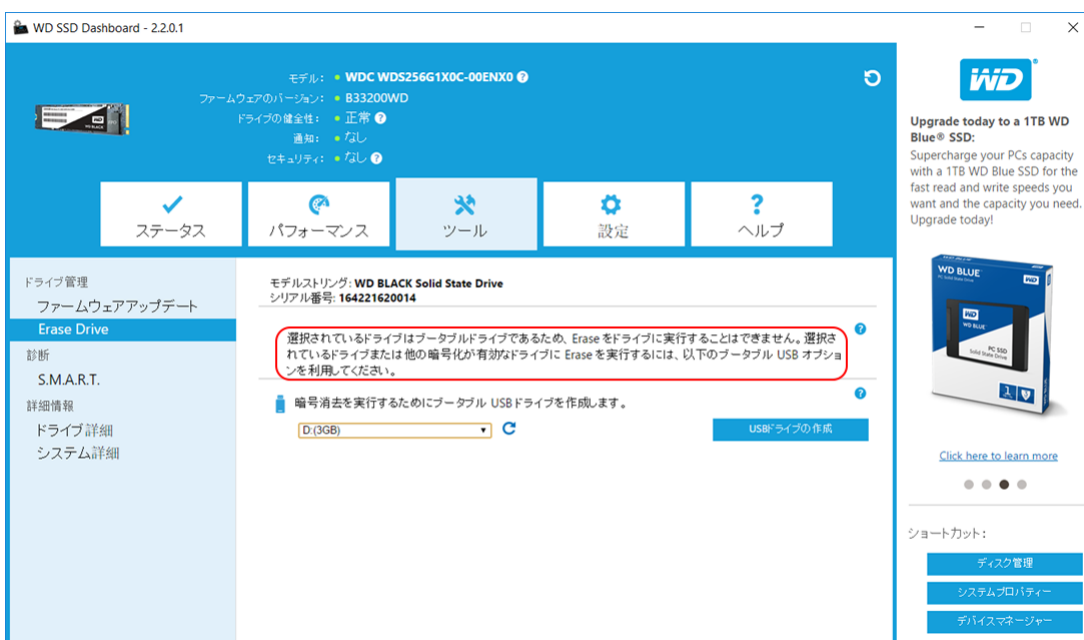 WD SSD Dashboard - 2.2.0.1
モデル: • WDC WDS256G1X0C-00ENX0
ファームウェアのバージョン: • B33200WD
ドライブの健全性: • 正常
通知: • なし
セキュリティ: • なし
ステータス
パフォーマンス
ツール
設定
ヘルプ
ドライブ管理
ファームウェアアップデート
Erase Drive
診断
S.M.A.R.T.
詳細情報
ドライブ詳細
システム詳細
モデルストリング: WD BLACK Solid State Drive
シリアル番号: 164221620014
選択されているドライブはブータブルドライブであるため、Erase をドライブに実行することはできません。選択さ
れているドライブまたは他の暗号化が有効なドライブに Erase を実行するには、以下のブータブル USB オプショ
ンを利用してください。
暗号消去を実行するためにブータブル USBドライブを作成します。
D:(3GB)
USBドライブの作成
WD
Upgrade today to a 1TB WD
Blue® SSD:
Supercharge your PCs capacity
with a 1TB WD Blue SSD for the
fast read and write speeds you
want and the capacity you need.
Upgrade today!
WD BLUE
WD
WD
WD BLUE
PC SSD
Solid State Drive
Click here to learn more
ショートカット:
ディスク管理
システムプロパティー
デバイスマネージャー